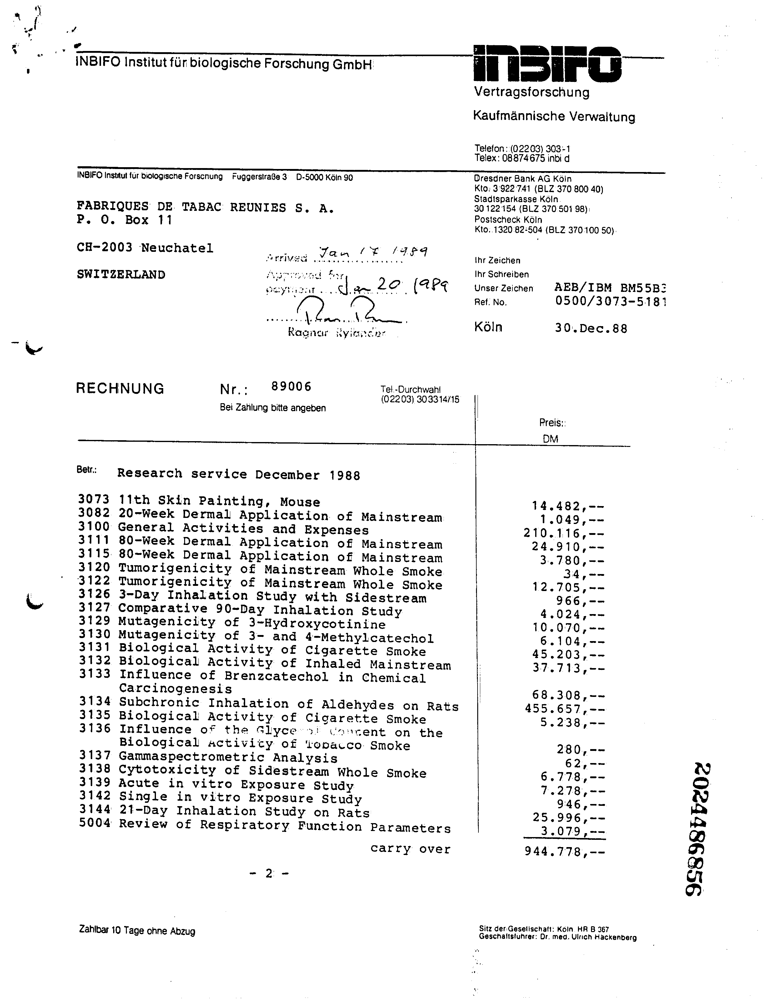 INBIFO Institut für biologische Forschung GmbH
INBIFO
Vertragsforschung
Kaufmännische Verwaltung
Telefon: (02203) 303-1
Telex: 08874675 inbi d
INBIFO Institut für biologische Forschung Fuggerstraße 3 D-5000 Köln 90
Dresdner Bank AG Köln
Kto. 3 922 741 (BLZ 370 800 40)
Stadtsparkasse Köln
30 122 154 (BLZ 370 501 98)
Postscheck Köln
Kto. 1320 82-504 (BLZ 370 100 50)
FABRIQUES DE TABAC REUNIES S. A.
P. O. Box 11
CH-2003 Neuchatel
SWITZERLAND
Arrived Jan 17 1989
Approved for
payment Jan 20 1989
Ragnar Rylander
Ihr Zeichen
Ihr Schreiben
Unser Zeichen AEB/IBM BM55B3
Ref. No. 0500/3073-5181
Köln 30.Dec.88
RECHNUNG Nr.: 89006
Bei Zahlung bitte angeben
Tel.-Durchwahl
(02203) 303314/15
Preis:
DM
Betr.: Research service December 1988
3073 11th Skin Painting, Mouse 14.482,--
3082 20-Week Dermal Application of Mainstream 1.049,--
3100 General Activities and Expenses 210.116,--
3111 80-Week Dermal Application of Mainstream 24.910,--
3115 80-Week Dermal Application of Mainstream 3.780,--
3120 Tumorigenicity of Mainstream Whole Smoke 34,--
3122 Tumorigenicity of Mainstream Whole Smoke 12.705,--
3126 3-Day Inhalation Study with Sidestream 966,--
3127 Comparative 90-Day Inhalation Study 4.024,--
3129 Mutagenicity of 3-Hydroxycotinine 10.070,--
3130 Mutagenicity of 3- and 4-Methylcatechol 6.104,--
3131 Biological Activity of Cigarette Smoke 45.203,--
3132 Biological Activity of Inhaled Mainstream 37.713,--
3133 Influence of Brenzcatechol in Chemical
Carcinogenesis 68.308,--
3134 Subchronic Inhalation of Aldehydes on Rats 455.657,--
3135 Biological Activity of Cigarette Smoke 5.238,--
3136 Influence of the on the
Biological Activity of Tobacco Smoke 280,--
3137 Gammaspectrometric Analysis 62,--
3138 Cytotoxicity of Sidestream Whole Smoke 6.778,--
3139 Acute in vitro Exposure Study 7.278,--
3142 Single in vitro Exposure Study 946,--
3144 21-Day Inhalation Study on Rats 25.996,--
5004 Review of Respiratory Function Parameters 3.079,--
carry over 944.778,--
- 2 -
2024486856
Zahlbar 10 Tage ohne Abzug
Sitz der Gesellschaft: Köln HR B 367
Geschäftsführer: Dr. med. Ulrich Hackenberg